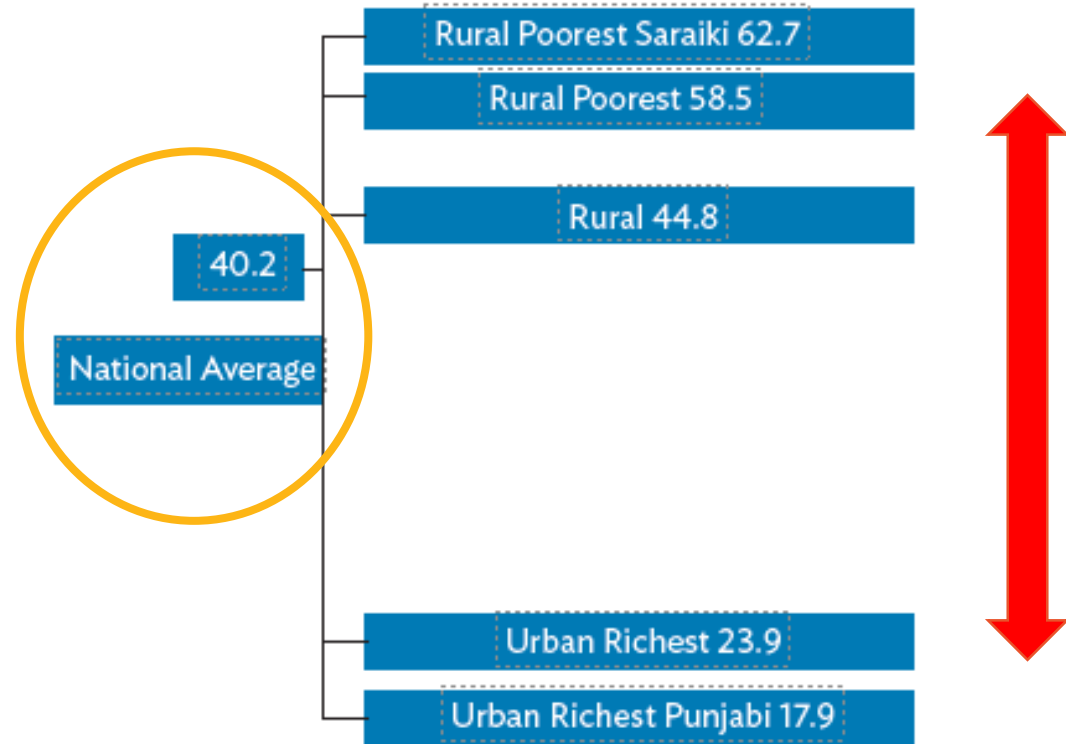 Rural Poorest Saraiki 62.7
Rural Poorest 58.5
Rural 44.8
40.2
National Average
Urban Richest 23.9
Urban Richest Punjabi 17.9